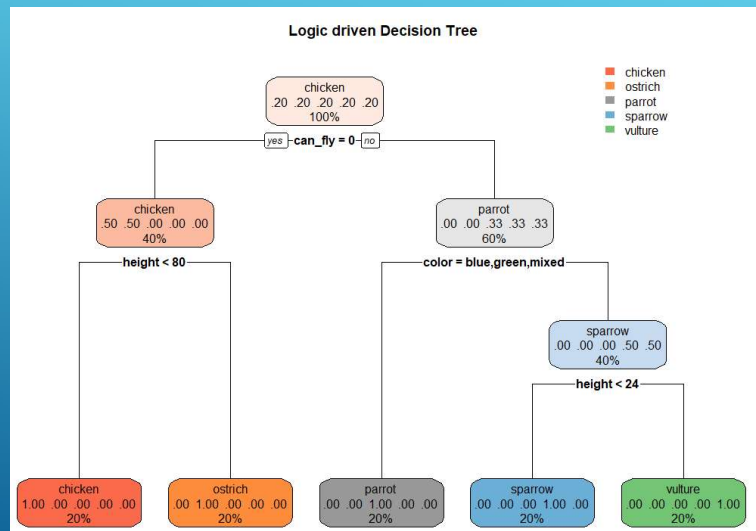 Logic driven Decision Tree
chicken
ostrich
parrot
sparrow
vulture
chicken
.20 .20 .20 .20 .20
100%
yes can_fly = 0 no
chicken
.50 .50 .00 .00 .00
40%
parrot
.00 .00 .33 .33 .33
60%
height < 80
color = blue,green,mixed
sparrow
.00 .00 .00 .50 .50
40%
height < 24
chicken
1.00 .00 .00 .00 .00
20%
ostrich
.00 1.00 .00 .00 .00
20%
parrot
.00 .00 1.00 .00 .00
20%
sparrow
.00 .00 .00 1.00 .00
20%
vulture
.00 .00 .00 .00 1.00
20%